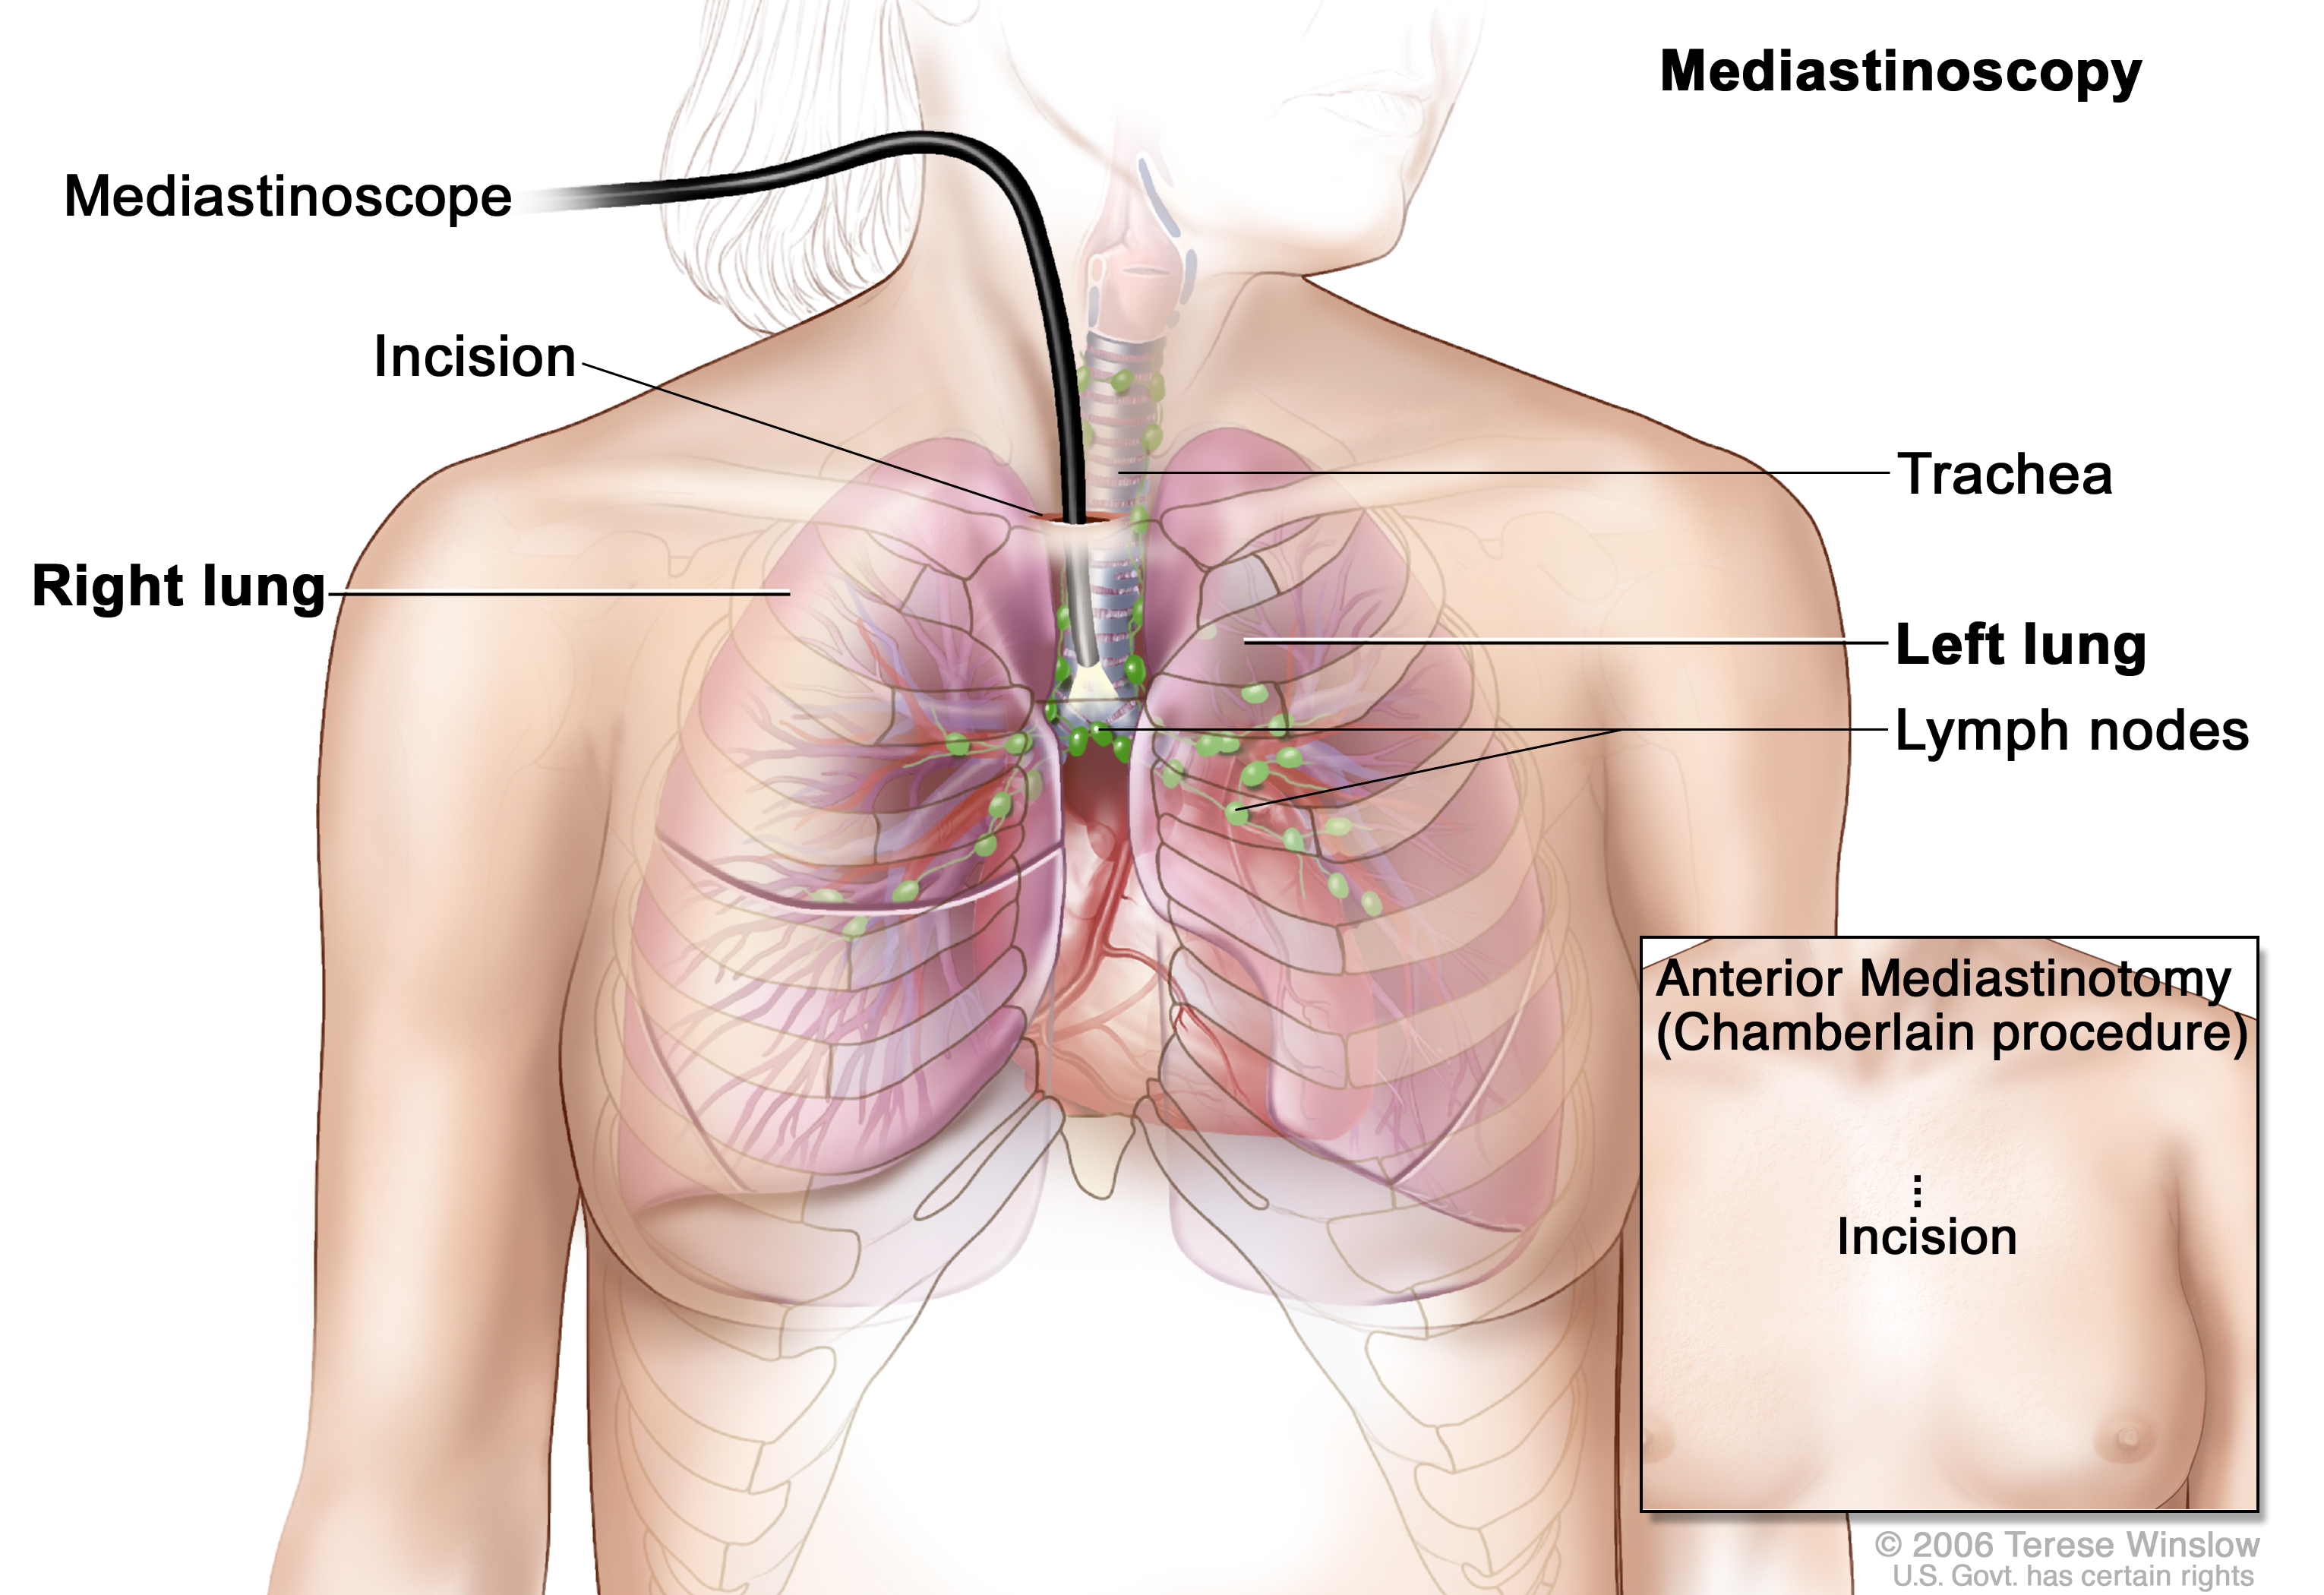 Mediastinoscopy
Mediastinoscope
Incision
Trachea
Right lung
Left lung
Lymph nodes
Anterior Mediastinotomy
(Chamberlain procedure)
Incision
© 2006 Terese Winslow
U.S. Govt. has certain rights